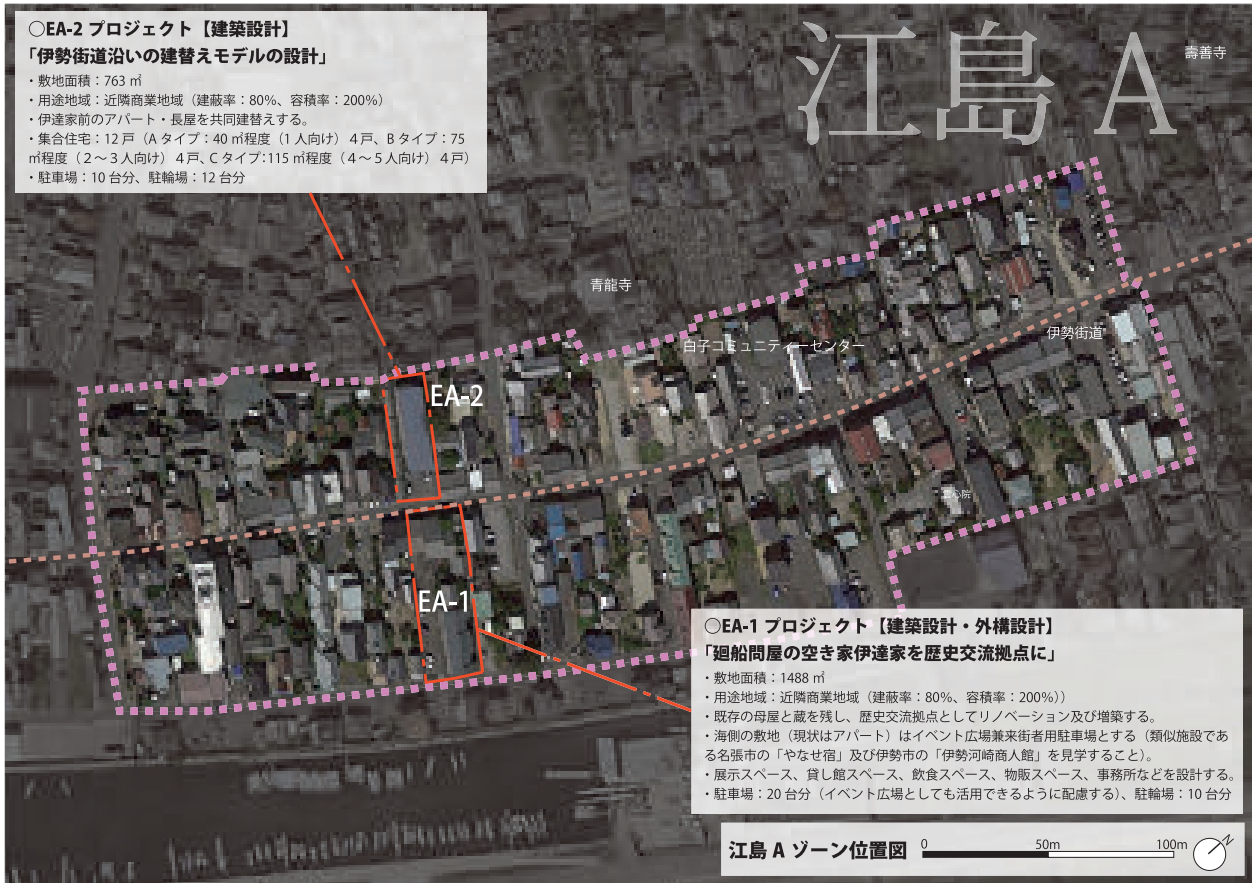 ○EA-2 プロジェクト【建築設計】
「伊勢街道沿いの建替えモデルの設計」
・敷地面積：763 ㎡
・用途地域：近隣商業地域（建蔽率：80%、容積率：200%）
・伊達家前のアパート・長屋を共同建替えする。
・集合住宅：12 戸（A タイプ：40 ㎡程度（1 人向け）４戸、B タイプ：75
㎡程度（２～３人向け）４戸、C タイプ：115 ㎡程度（４～５人向け）４戸）
・駐車場：10 台分、駐輪場：12 台分
江島 A
壽善寺
青龍寺
白子コミュニティーセンター
伊勢街道
EA-2
EA-1
○EA-1 プロジェクト【建築設計・外構設計】
「廻船問屋の空き家伊達家を歴史交流拠点に」
・敷地面積：1488 ㎡
・用途地域：近隣商業地域（建蔽率：80%、容積率：200%））
・既存の母屋と蔵を残し、歴史交流拠点としてリノベーション及び増築する。
・海側の敷地（現状はアパート）はイベント広場兼来街者用駐車場とする（類似施設であ
る名張市の「やなせ宿」及び伊勢市の「伊勢河崎商人館」を見学すること）。
・展示スペース、貸し館スペース、飲食スペース、物販スペース、事務所などを設計する。
・駐車場：20 台分（イベント広場としても活用できるように配慮する）、駐輪場：10 台分
江島 A ゾーン位置図
0 50m 100m
N